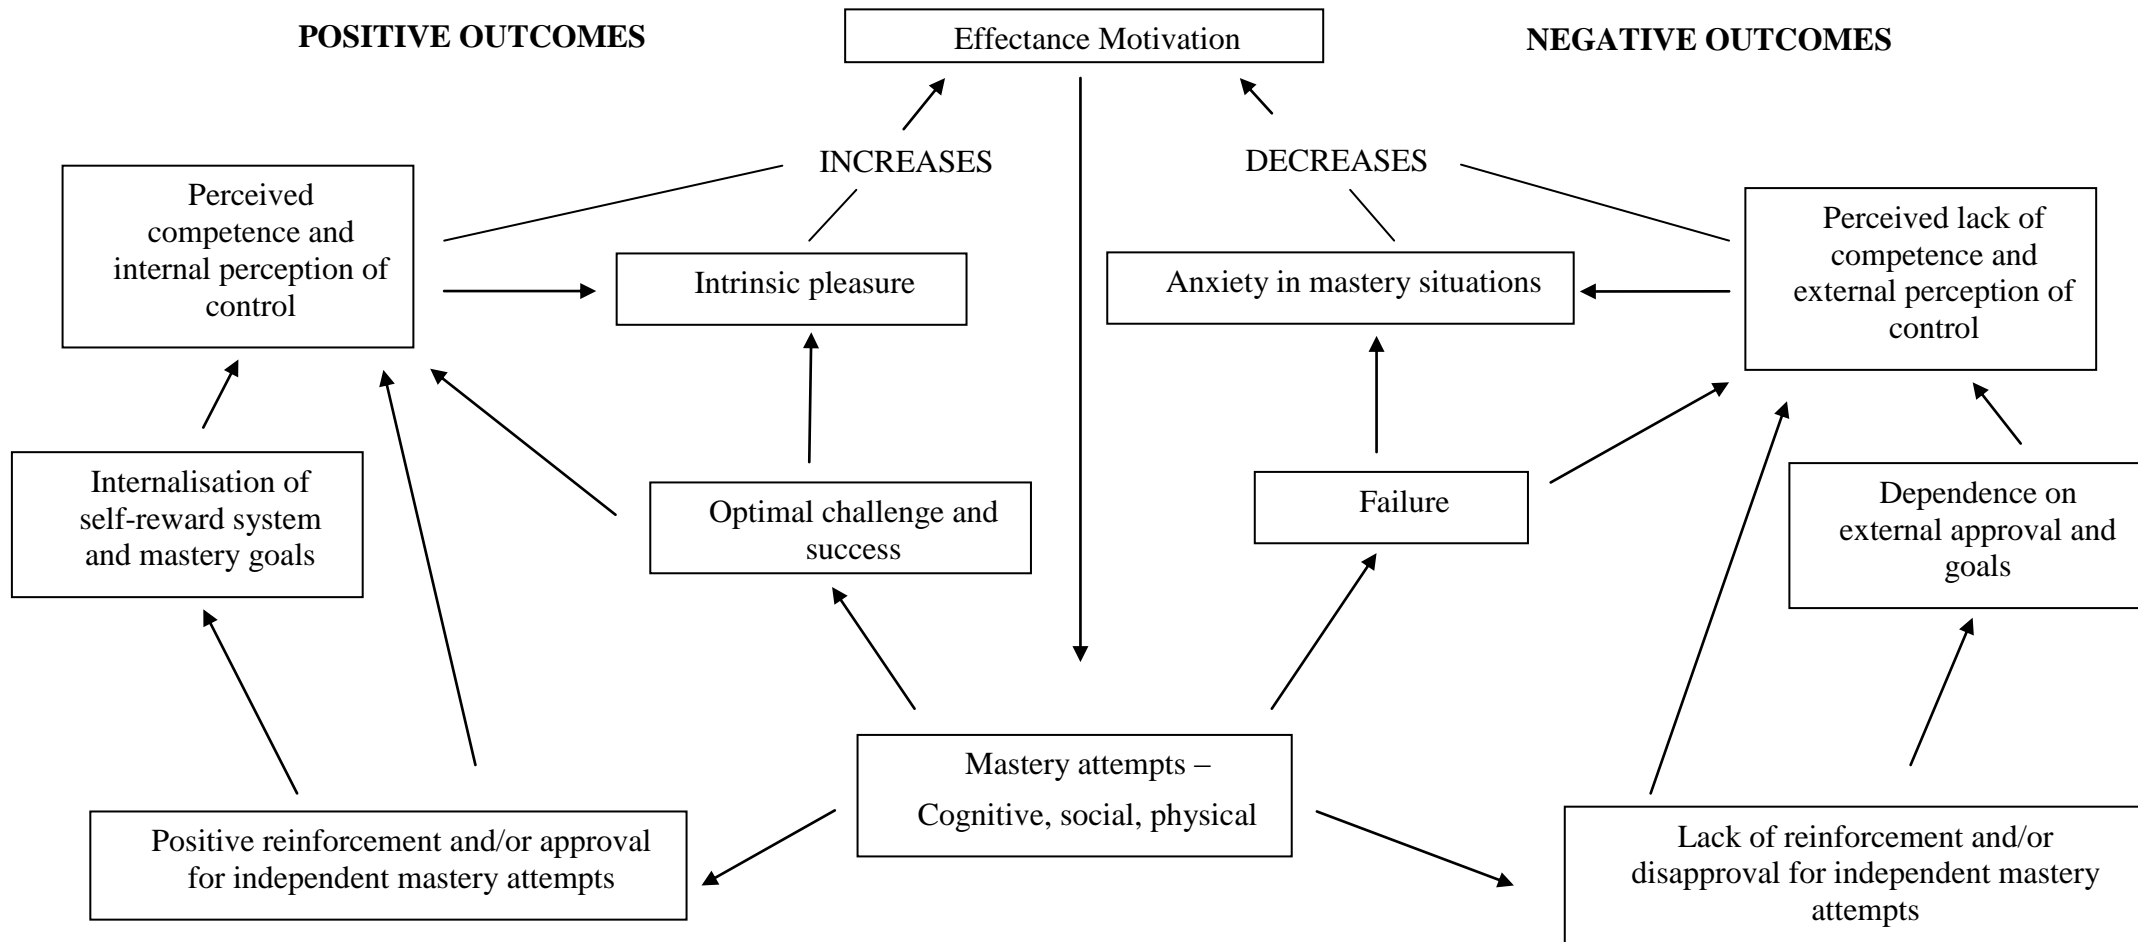 POSITIVE OUTCOMES
Effectance Motivation
NEGATIVE OUTCOMES
INCREASES
DECREASES
Perceived
competence and
internal perception of
control
Intrinsic pleasure
Anxiety in mastery situations
Perceived lack of
competence and
external perception of
control
Internalisation of
self-reward system
and mastery goals
Optimal challenge and
success
Failure
Dependence on
external approval and
goals
Mastery attempts –
Cognitive, social, physical
Positive reinforcement and/or approval
for independent mastery attempts
Lack of reinforcement and/or
disapproval for independent mastery
attempts